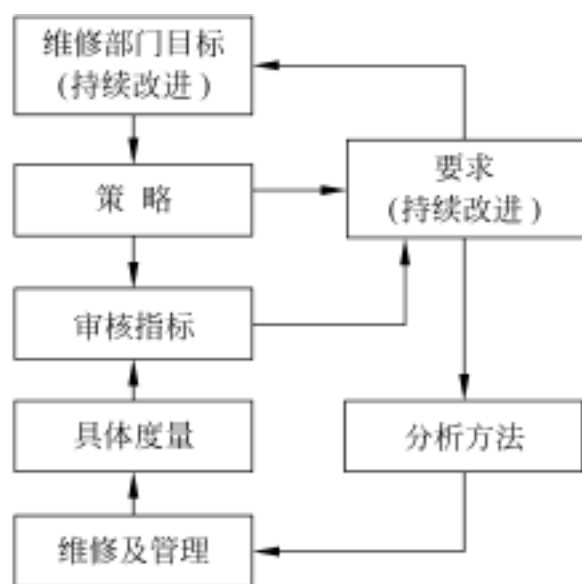 维修部门目标
(持续改进)
策 略
要求
(持续改进)
审核指标
具体度量
分析方法
维修及管理